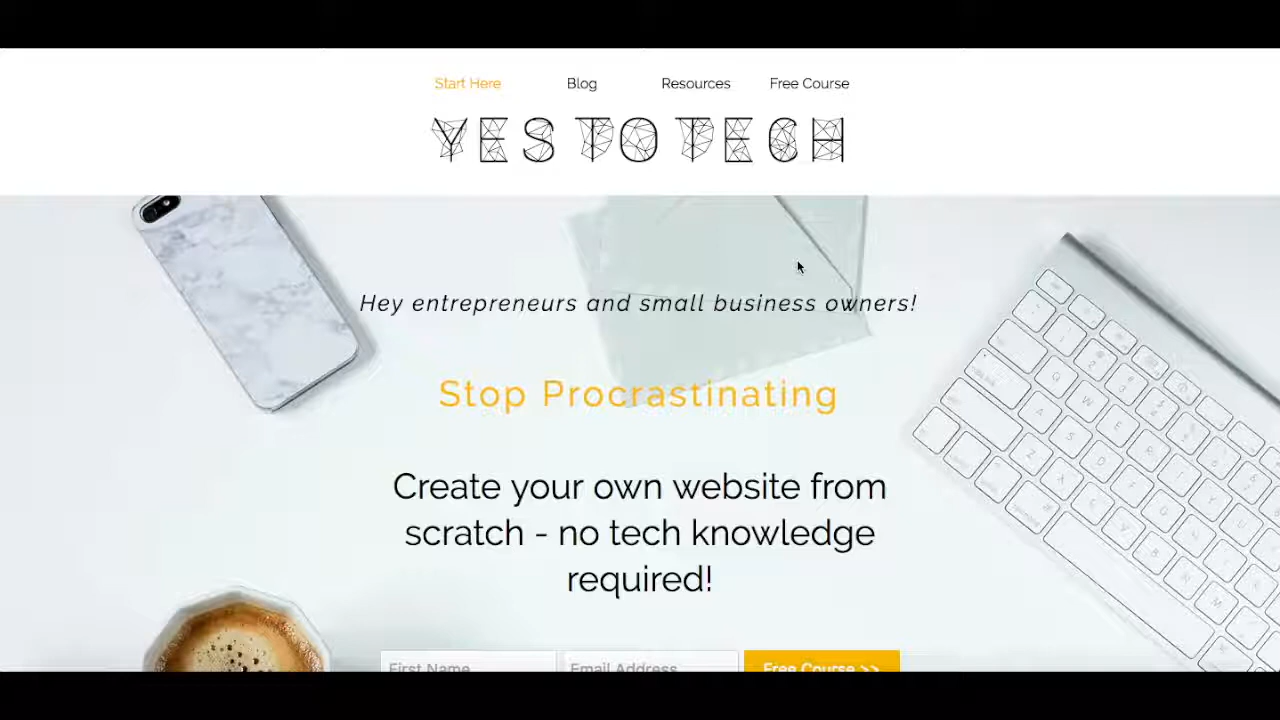 Start Here Blog Resources Free Course
YES TO TECH
Hey entrepreneurs and small business owners!
Stop Procrastinating
Create your own website from
scratch - no tech knowledge
required!
First Name Email Address Free Course >>